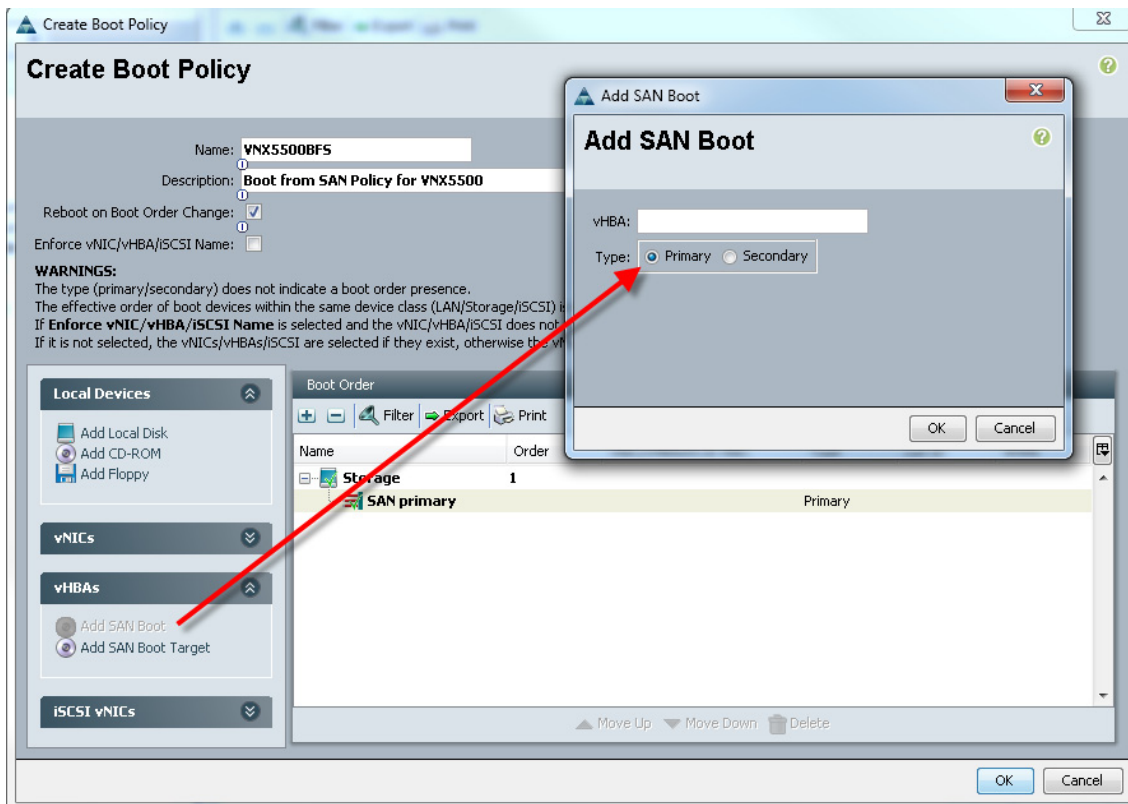 Create Boot Policy
Create Boot Policy
Name: VNX5500BFS
Description: Boot from SAN Policy for VNX5500
Reboot on Boot Order Change:
Enforce vNIC/vHBA/iSCSI Name:
WARNINGS:
The type (primary/secondary) does not indicate a boot order presence.
The effective order of boot devices within the same device class (LAN/Storage/iSCSI)
If Enforce vNIC/vHBA/iSCSI Name is selected and the vNIC/vHBA/iSCSI does not
If it is not selected, the vNICs/vHBAs/iSCSI are selected if they exist, otherwise the
Local Devices
Add Local Disk
Add CD-ROM
Add Floppy
vNICs
vHBAs
Add SAN Boot
Add SAN Boot Target
iSCSI vNICs
Boot Order
Filter Export Print
Name Order
Storage 1
SAN primary Primary
Move Up Move Down Delete
OK Cancel
Add SAN Boot
Add SAN Boot
vHBA:
Type: Primary Secondary
OK Cancel